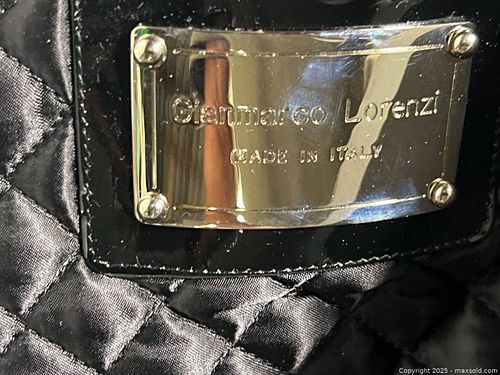 Gianmarco Lorenzi
MADE IN ITALY
Copyright 2025 - maxsold.com